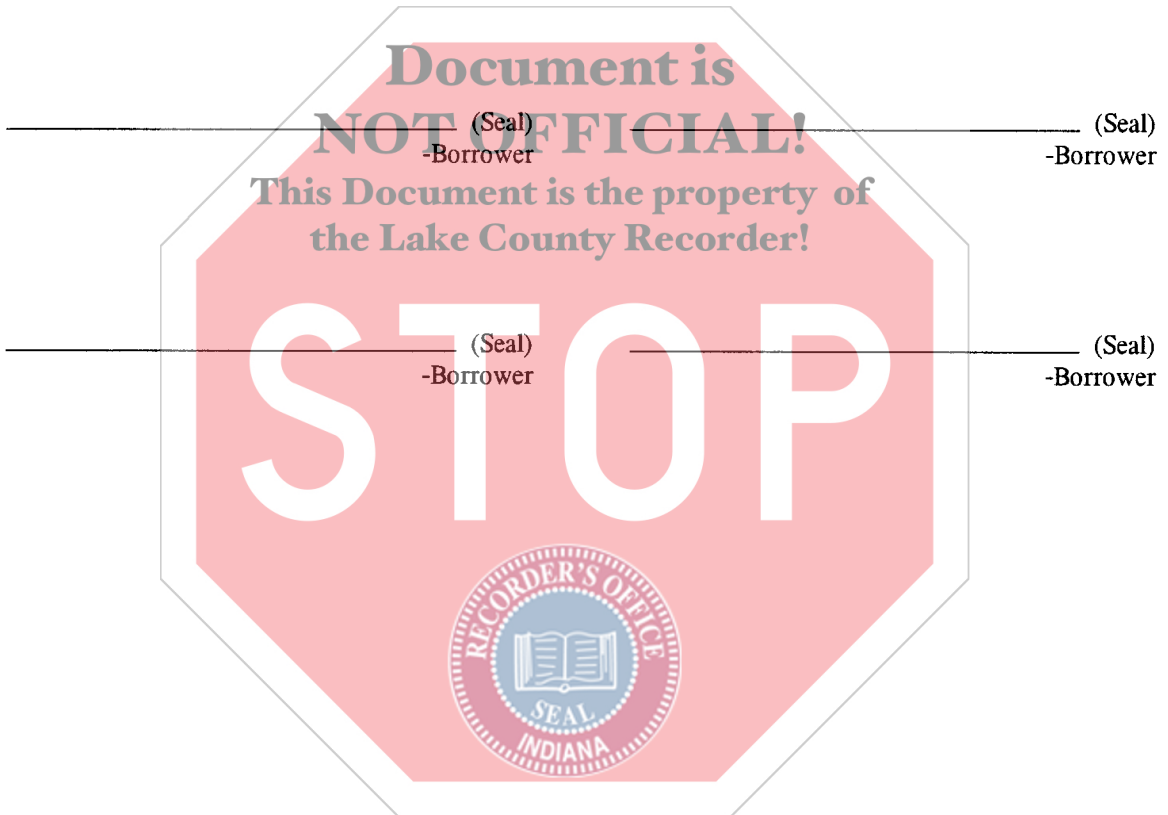 Document is
NOT OFFICIAL!
(Seal) (Seal)
-Borrower -Borrower
This Document is the property of
the Lake County Recorder!
STOP
(Seal) (Seal)
-Borrower -Borrower
RECORDER'S OFFICE
SEAL
INDIANA